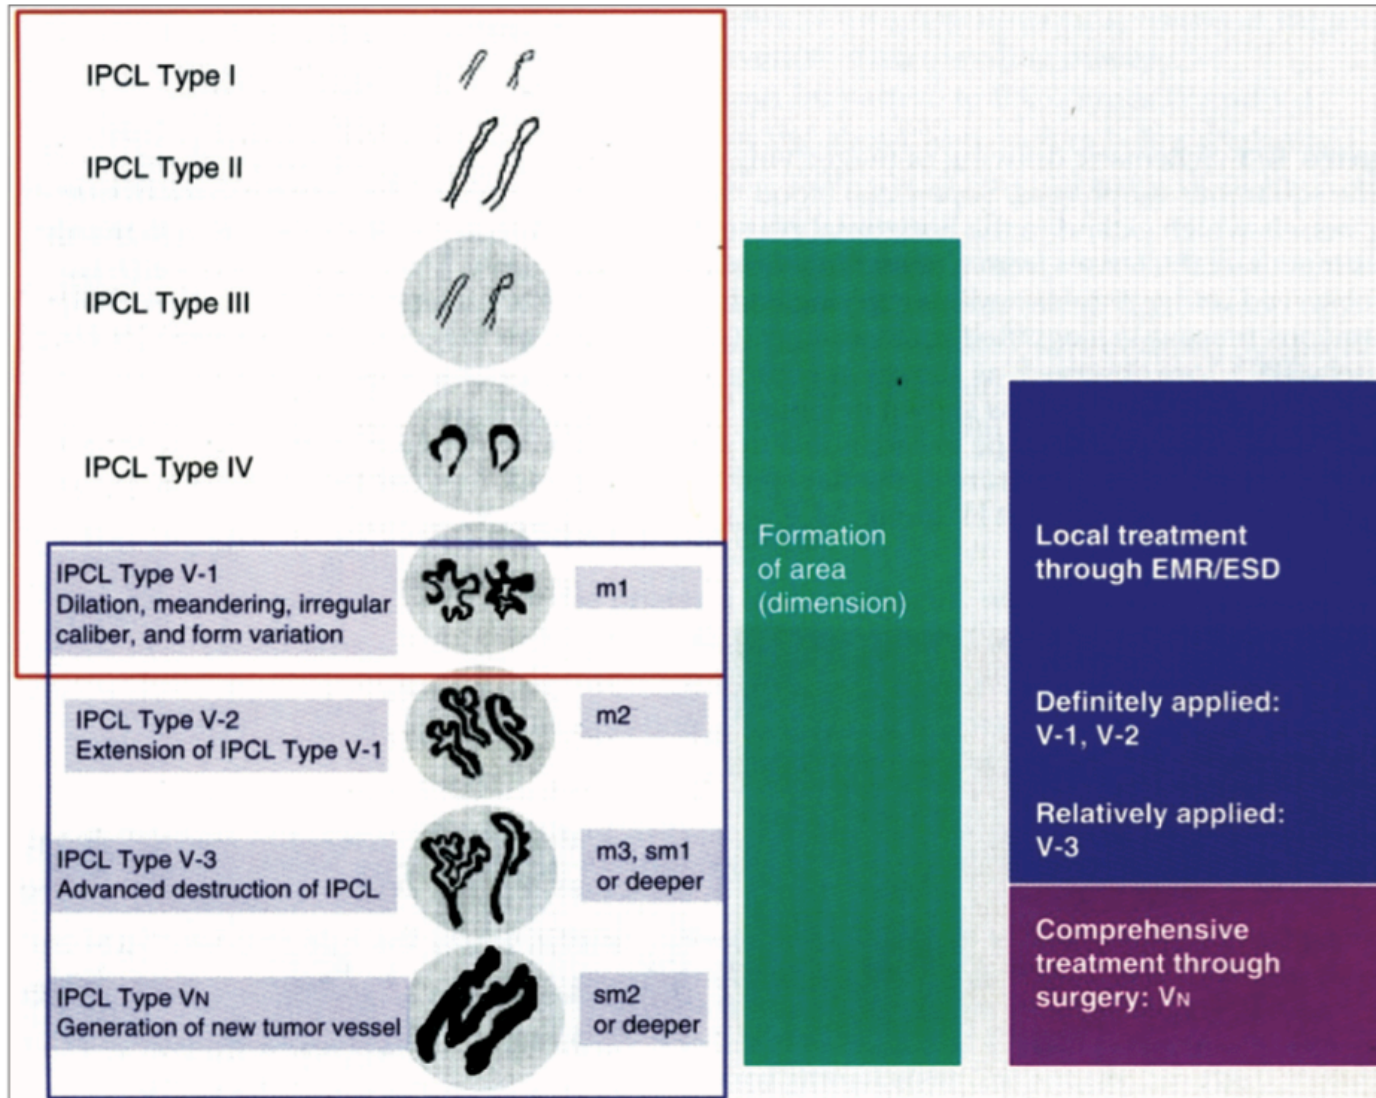 IPCL Type I
IPCL Type II
IPCL Type III
IPCL Type IV
IPCL Type V-1
Dilation, meandering, irregular
caliber, and form variation
m1
IPCL Type V-2
Extension of IPCL Type V-1
m2
IPCL Type V-3
Advanced destruction of IPCL
m3, sm1
or deeper
IPCL Type VN
Generation of new tumor vessel
sm2
or deeper
Formation
of area
(dimension)
Local treatment
through EMR/ESD
Definitely applied:
V-1, V-2
Relatively applied:
V-3
Comprehensive
treatment through
surgery: VN